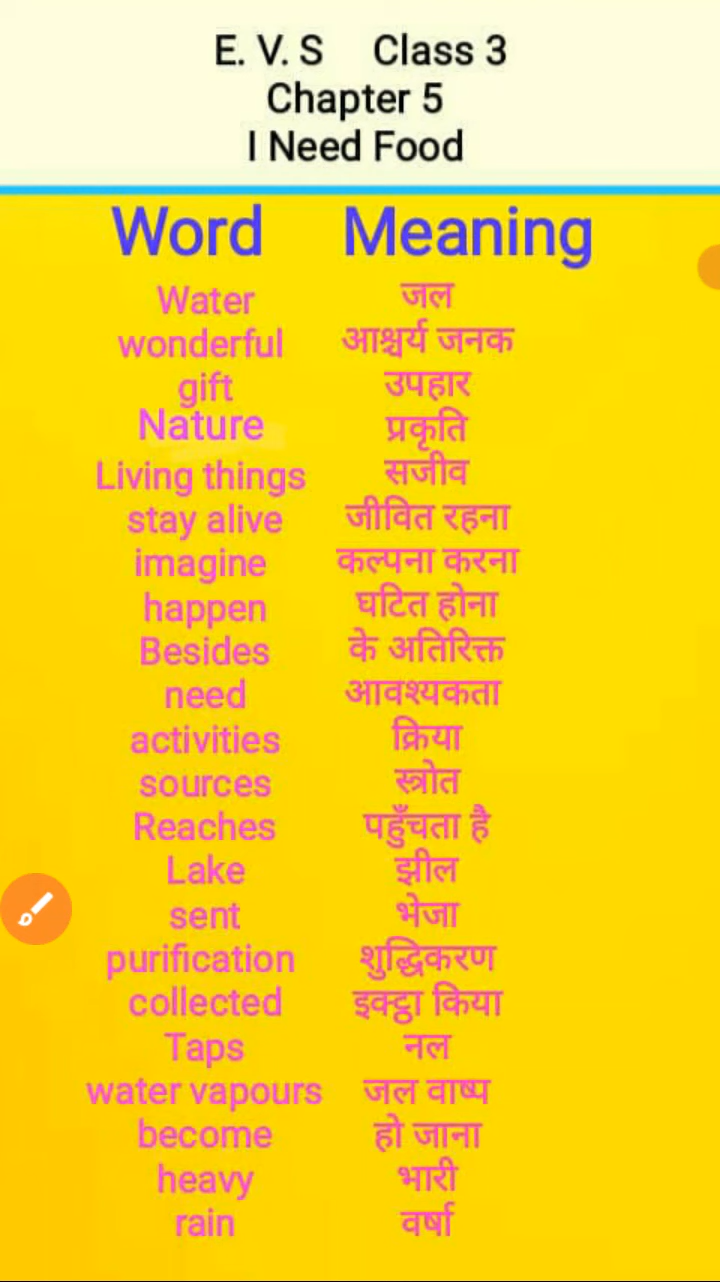 E. V. S Class 3
Chapter 5
I Need Food
Word Meaning
Water जल
wonderful आश्चर्य जनक
gift उपहार
Nature प्रकृति
Living things सजीव
stay alive जीवित रहना
imagine कल्पना करना
happen घटित होना
Besides के अतिरिक्त
need आवश्यकता
activities क्रिया
sources स्त्रोत
Reaches पहुँचता है
Lake झील
sent भेजा
purification शुद्धिकरण
collected इक्ट्ठा किया
Taps नल
water vapours जल वाष्प
become हो जाना
heavy भारी
rain वर्षा